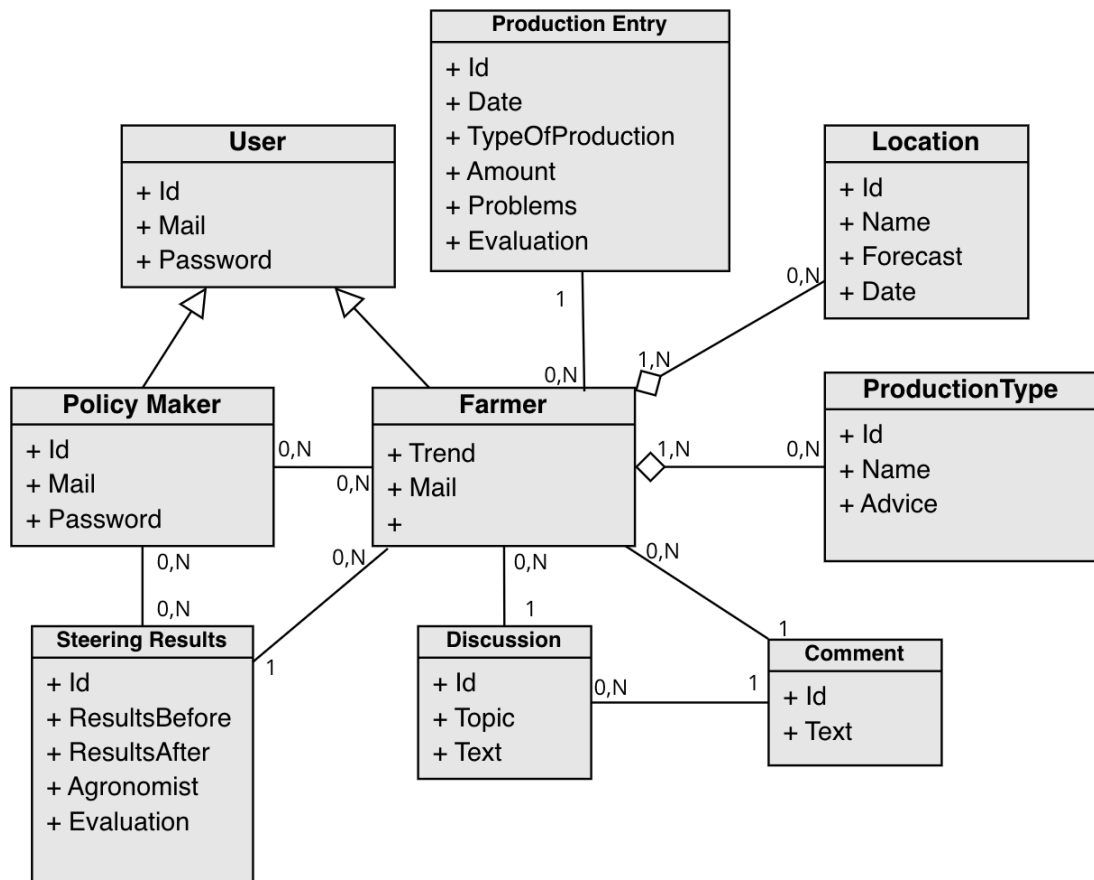 Production Entry
+ Id
+ Date
+ TypeOfProduction
+ Amount
+ Problems
+ Evaluation
User
+ Id
+ Mail
+ Password
Location
+ Id
+ Name
+ Forecast
+ Date
1
0,N
0,N
1,N
Policy Maker
+ Id
+ Mail
+ Password
0,N
0,N
Farmer
+ Trend
+ Mail
+
1,N
0,N
ProductionType
+ Id
+ Name
+ Advice
0,N
0,N
0,N
1
0,N
1
0,N
1
Steering Results
+ Id
+ ResultsBefore
+ ResultsAfter
+ Agronomist
+ Evaluation
Discussion
+ Id
+ Topic
+ Text
0,N
1
Comment
+ Id
+ Text